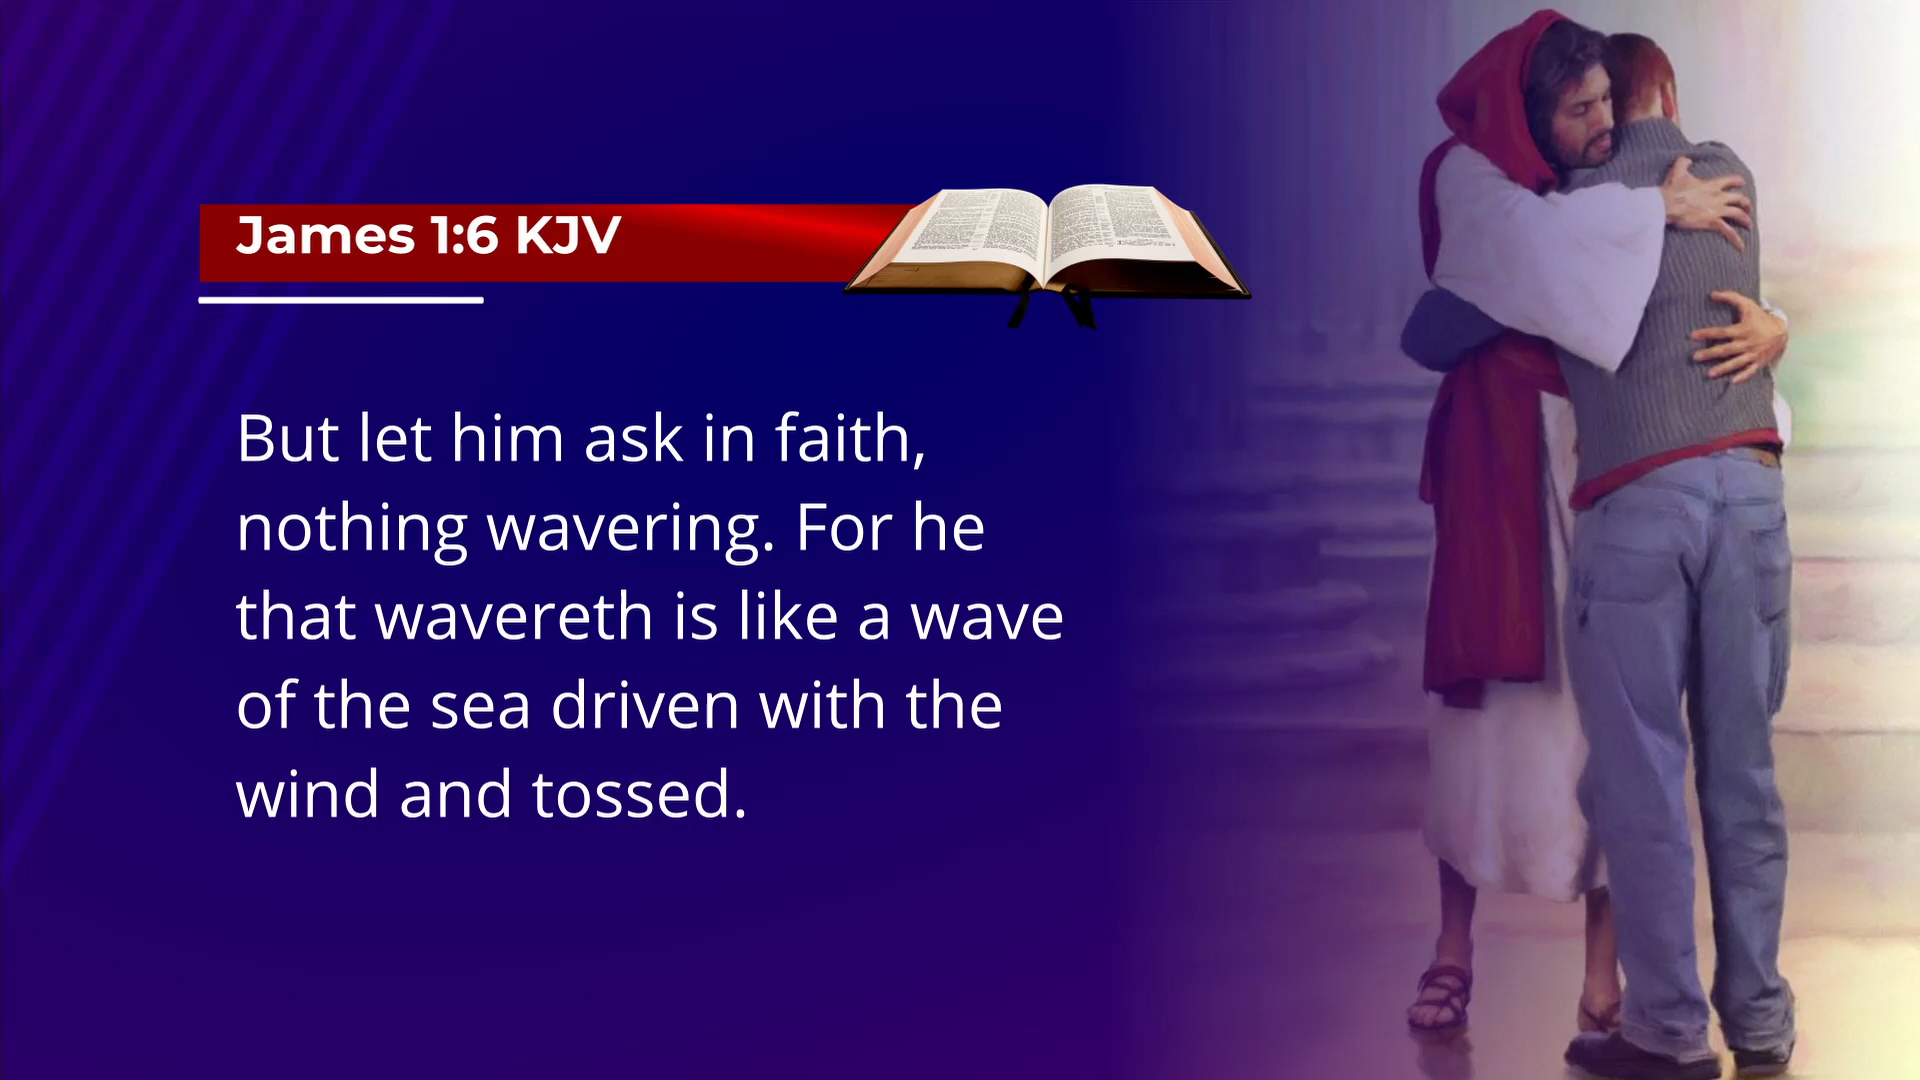 James 1:6 KJV
But let him ask in faith,
nothing wavering. For he
that wavereth is like a wave
of the sea driven with the
wind and tossed.